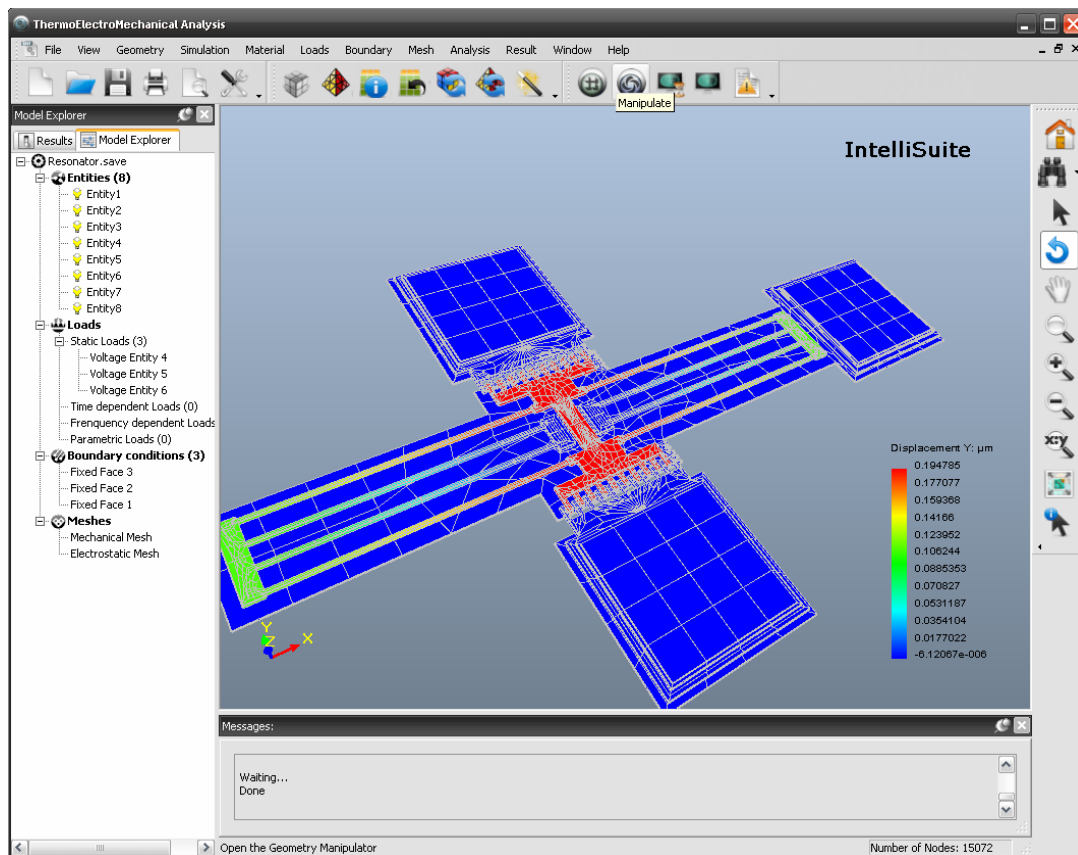 ThermoElectroMechanical Analysis
File View Geometry Simulation Material Loads Boundary Mesh Analysis Result Window Help
Manipulate
Model Explorer
Results Model Explorer
Resonator.save
Entities (8)
Entity1
Entity2
Entity3
Entity4
Entity5
Entity6
Entity7
Entity8
Loads
Static Loads (3)
Voltage Entity 4
Voltage Entity 5
Voltage Entity 6
Time dependent Loads (0)
Frenquency dependent Loads
Parametric Loads (0)
Boundary conditions (3)
Fixed Face 3
Fixed Face 2
Fixed Face 1
Meshes
Mechanical Mesh
Electrostatic Mesh
IntelliSuite
Displacement Y: µm
0.194785
0.177077
0.159368
0.14166
0.123952
0.106244
0.0885353
0.070827
0.0531187
0.0354104
0.0177022
-6.12067e-006
Y
Z
X
x:y
Messages:
Waiting...
Done
Open the Geometry Manipulator
Number of Nodes: 15072